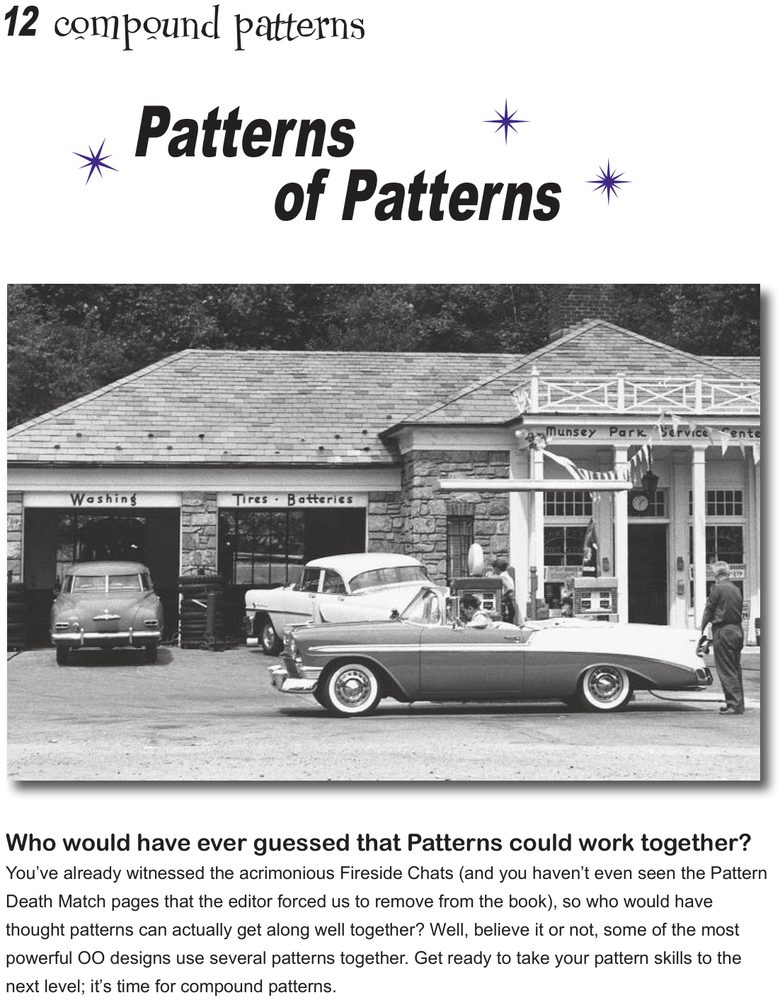 12 compound patterns
Patterns
of Patterns
Munsey Park Service Cente
Washing
Tires · Batteries
Who would have ever guessed that Patterns could work together?
You’ve already witnessed the acrimonious Fireside Chats (and you haven’t even seen the Pattern
Death Match pages that the editor forced us to remove from the book), so who would have
thought patterns can actually get along well together? Well, believe it or not, some of the most
powerful OO designs use several patterns together. Get ready to take your pattern skills to the
next level; it’s time for compound patterns.